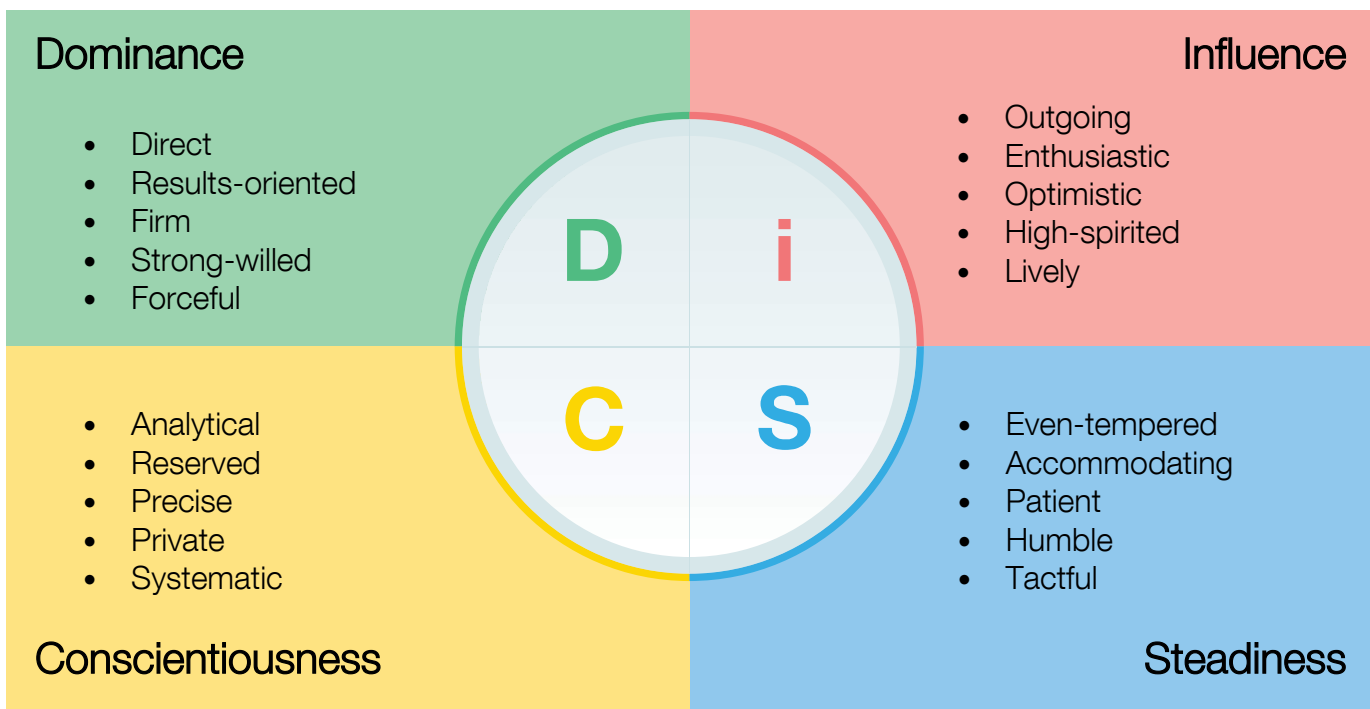 Dominance
• Direct
• Results-oriented
• Firm
• Strong-willed
• Forceful
Influence
• Outgoing
• Enthusiastic
• Optimistic
• High-spirited
• Lively
D
i
C
S
• Analytical
• Reserved
• Precise
• Private
• Systematic
Conscientiousness
• Even-tempered
• Accommodating
• Patient
• Humble
• Tactful
Steadiness